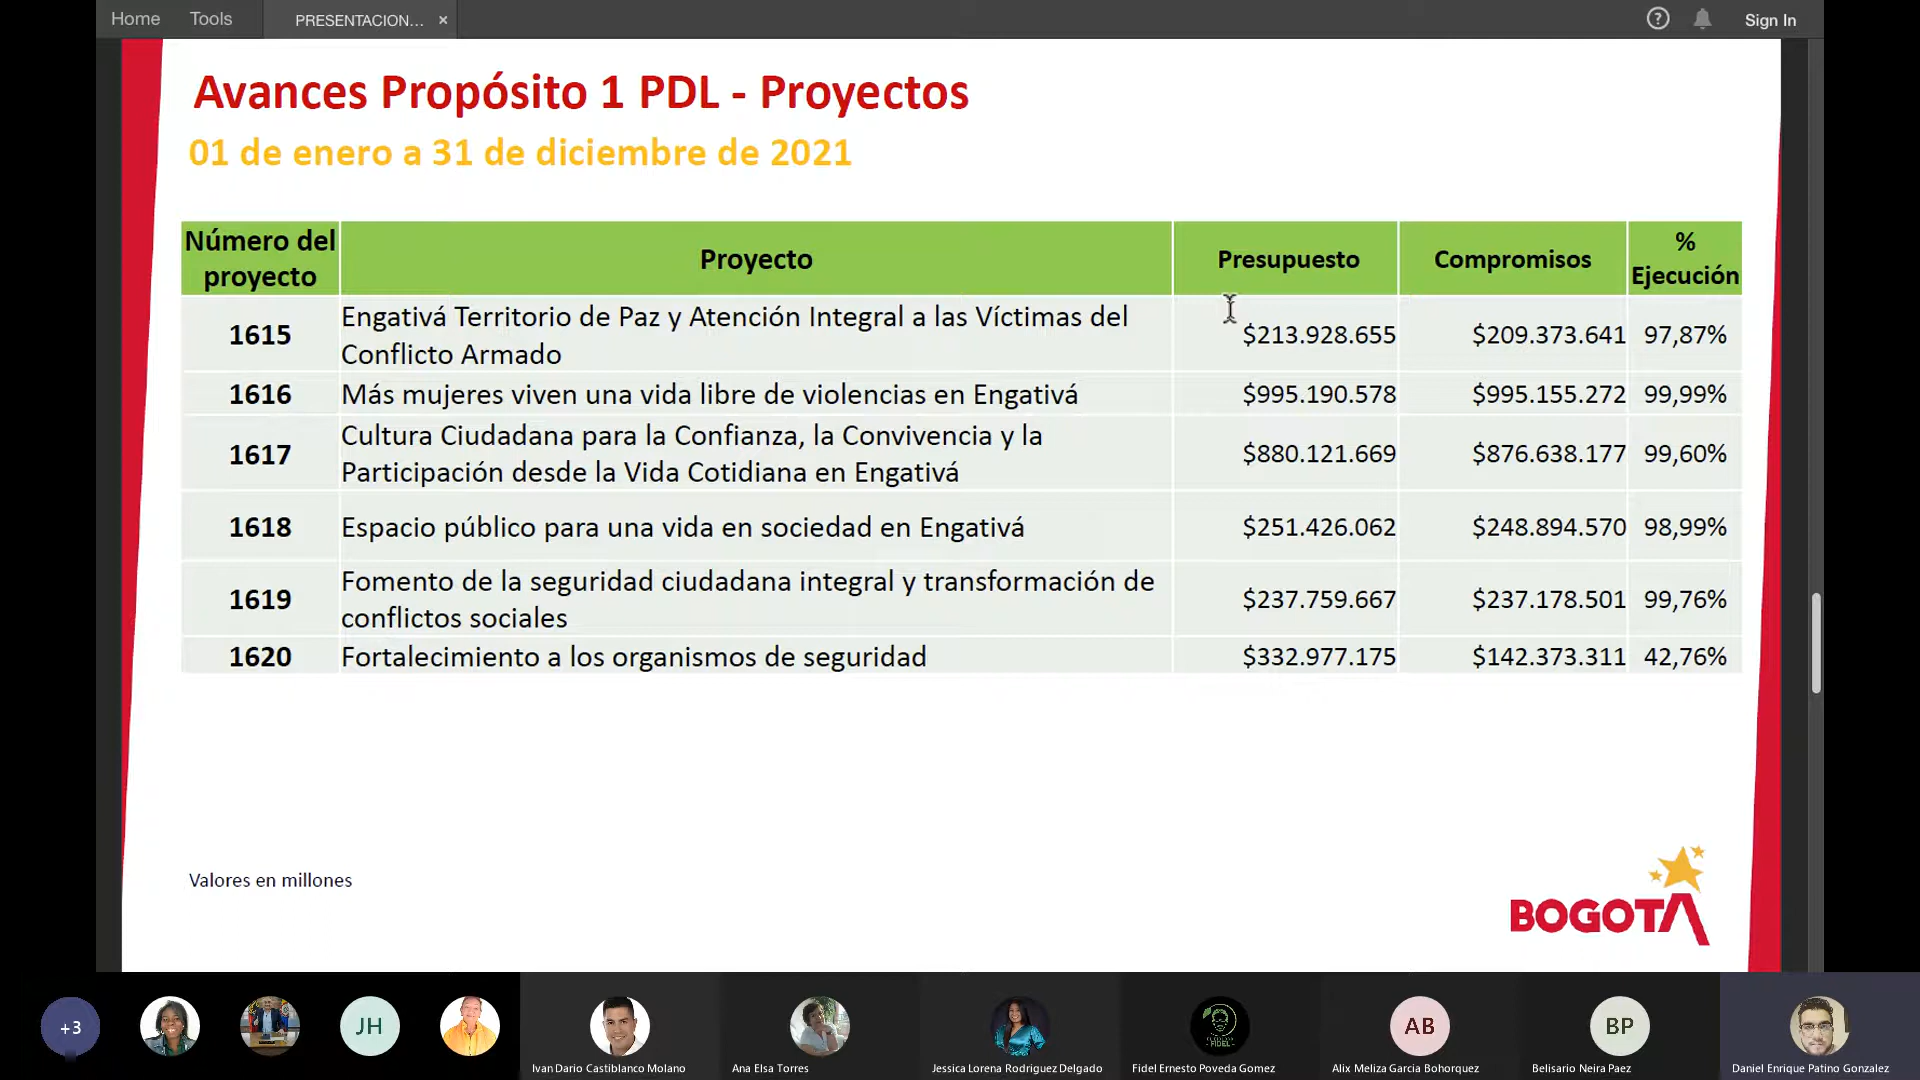 Home Tools PRESENTACION... × ? Sign In
Avances Propósito 1 PDL - Proyectos
01 de enero a 31 de diciembre de 2021
Número del proyecto Proyecto Presupuesto Compromisos % Ejecución
1615 Engativá Territorio de Paz y Atención Integral a las Víctimas del
Conflicto Armado $213.928.655 $209.373.641 97,87%
1616 Más mujeres viven una vida libre de violencias en Engativá $995.190.578 $995.155.272 99,99%
1617 Cultura Ciudadana para la Confianza, la Convivencia y la
Participación desde la Vida Cotidiana en Engativá $880.121.669 $876.638.177 99,60%
1618 Espacio público para una vida en sociedad en Engativá $251.426.062 $248.894.570 98,99%
1619 Fomento de la seguridad ciudadana integral y transformación de
conflictos sociales $237.759.667 $237.178.501 99,76%
1620 Fortalecimiento a los organismos de seguridad $332.977.175 $142.373.311 42,76%
Valores en millones
BOGOTA
+3 JH AB BP
Ivan Dario Castiblanco Molano Ana Elsa Torres Jessica Lorena Rodriguez Delgado Fidel Ernesto Poveda Gomez Alix Meliza Garcia Bohorquez Belisario Neira Paez Daniel Enrique Patino Gonzalez